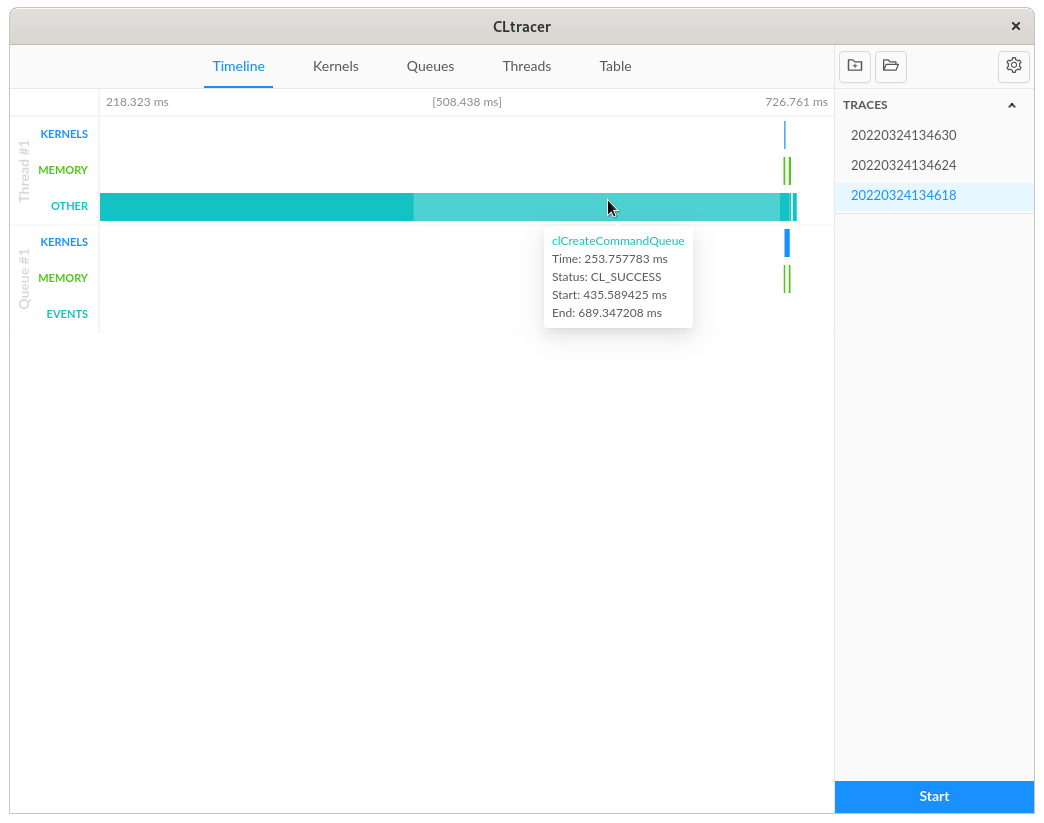 CLtracer
Timeline Kernels Queues Threads Table
218.323 ms [508.438 ms] 726.761 ms
TRACES
20220324134630
20220324134624
20220324134618
Thread #1
KERNELS
MEMORY
OTHER
Queue #1
KERNELS
MEMORY
EVENTS
clCreateCommandQueue
Time: 253.757783 ms
Status: CL_SUCCESS
Start: 435.589425 ms
End: 689.347208 ms
Start